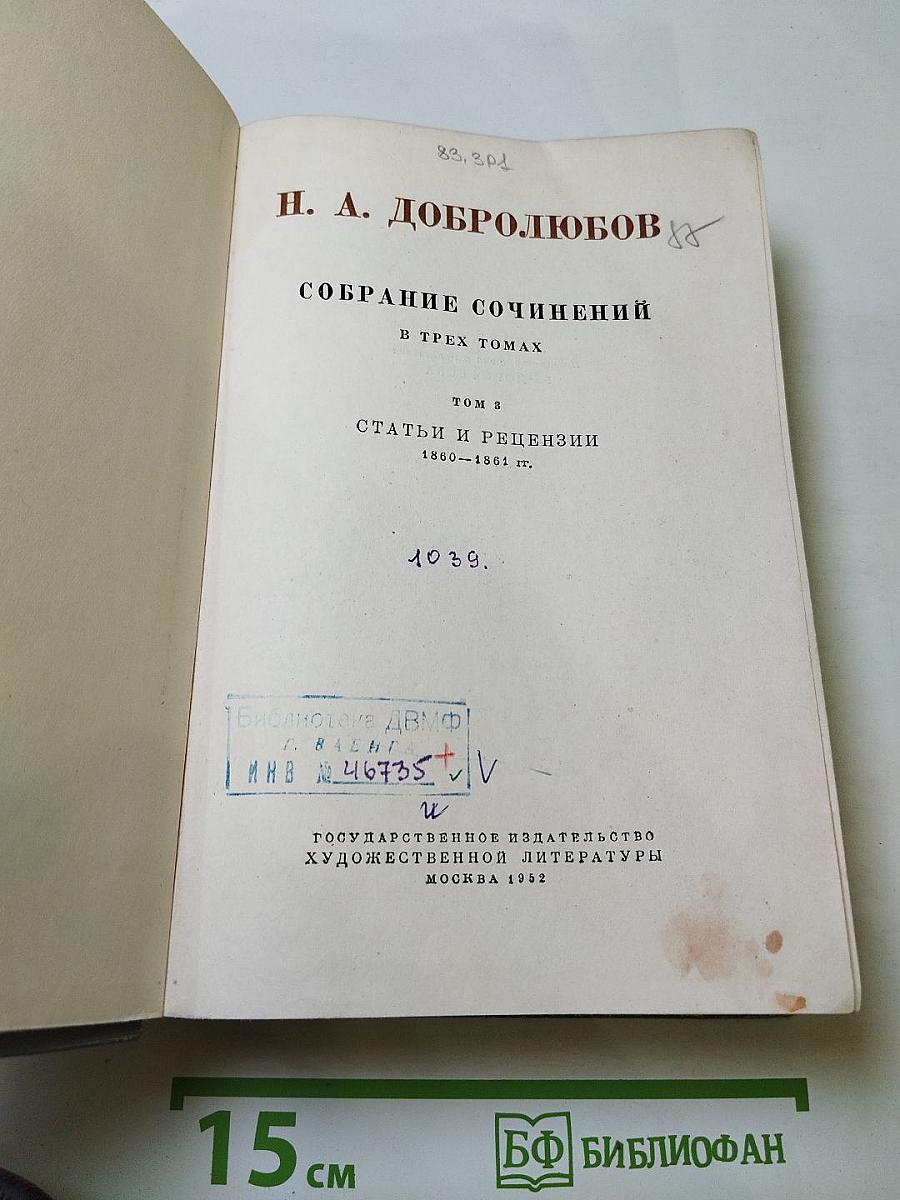 83.3Р1
Н. А. ДОБРОЛЮБОВ
СОБРАНИЕ СОЧИНЕНИЙ
В ТРЕХ ТОМАХ
ТОМ 3
СТАТЬИ И РЕЦЕНЗИИ
1860—1861 гг.
1039.
Библиотека ДВМФ
г. ВАЕНГА
ИНВ № 46735
и
ГОСУДАРСТВЕННОЕ ИЗДАТЕЛЬСТВО
ХУДОЖЕСТВЕННОЙ ЛИТЕРАТУРЫ
МОСКВА 1952
15 см
БФ БИБЛИОФАН